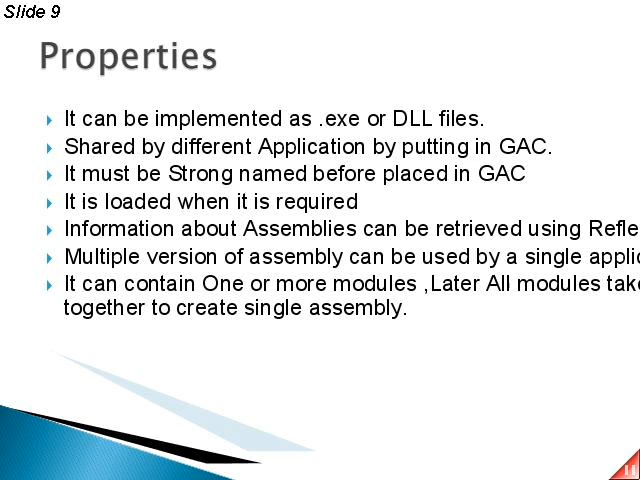 Slide 9
Properties
It can be implemented as .exe or DLL files.
Shared by different Application by putting in GAC.
It must be Strong named before placed in GAC
It is loaded when it is required
Information about Assemblies can be retrieved using Refle
Multiple version of assembly can be used by a single applic
It can contain One or more modules ,Later All modules take
together to create single assembly.